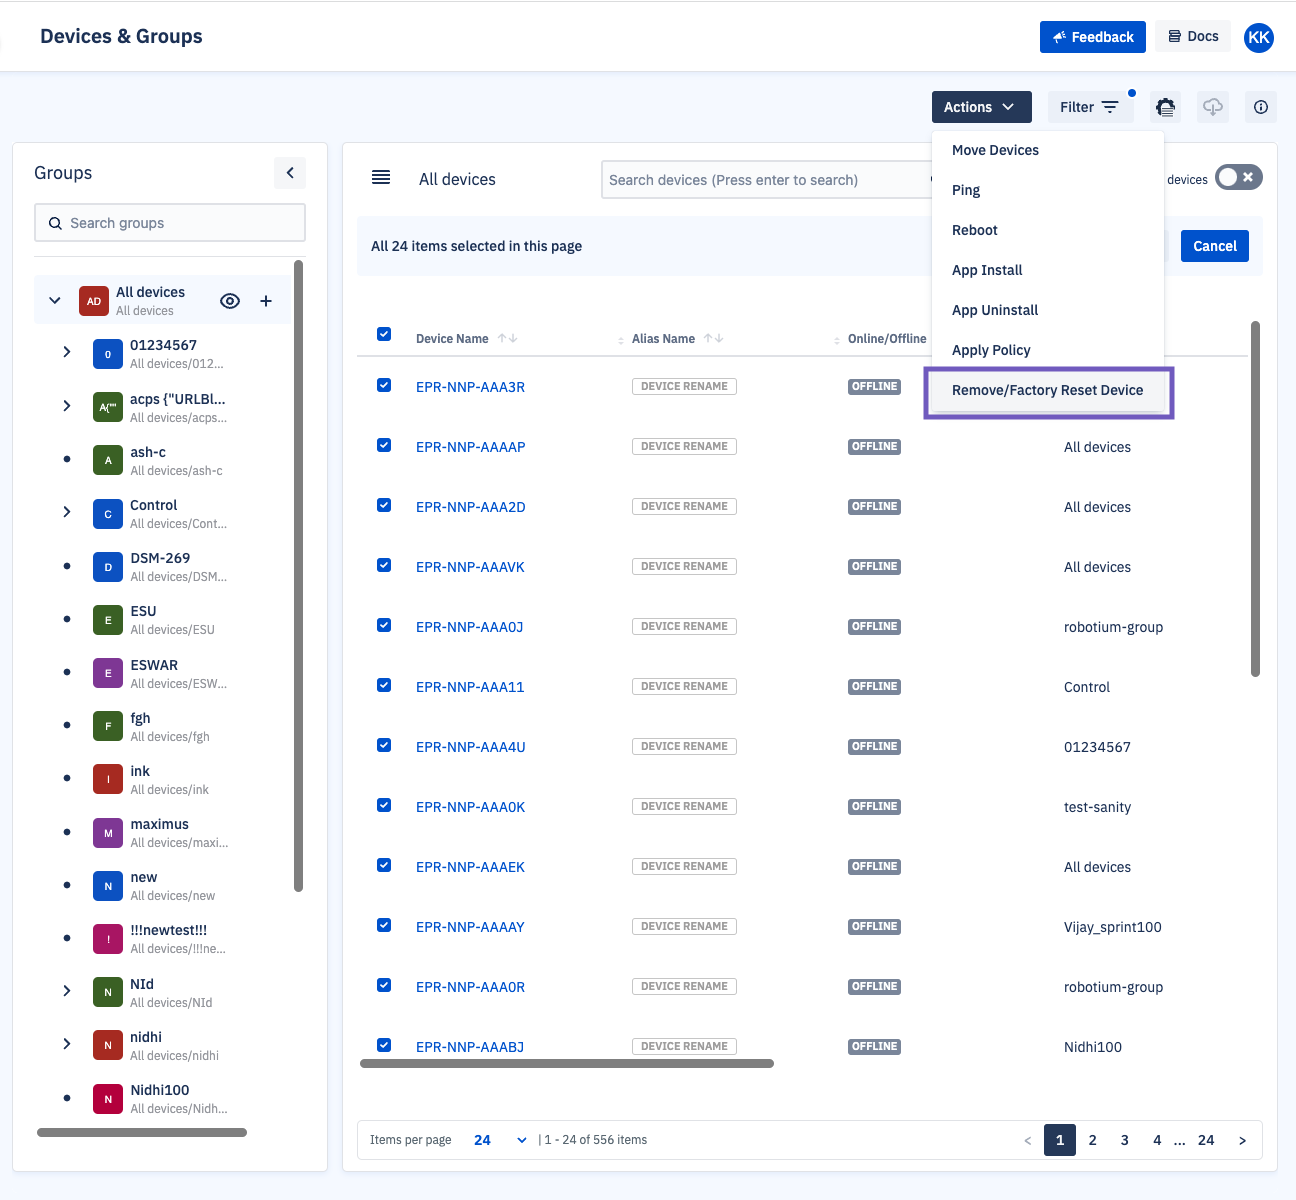 Devices & Groups
Feedback
Docs
KK
Actions
Filter
Move Devices
Ping
Reboot
App Install
App Uninstall
Apply Policy
Remove/Factory Reset Device
Groups
Search groups
AD
All devices
All devices
0
01234567
All devices/012...
A{""
acps {"URLBl...
All devices/acps...
A
ash-c
All devices/ash-c
C
Control
All devices/Cont...
D
DSM-269
All devices/DSM...
E
ESU
All devices/ESU
E
ESWAR
All devices/ESW...
F
fgh
All devices/fgh
I
ink
All devices/ink
M
maximus
All devices/maxi...
N
new
All devices/new
!
!!!newtest!!!
All devices/!!!ne...
N
NId
All devices/NId
N
nidhi
All devices/nidhi
N
Nidhi100
All devices/Nidh...
All devices
Search devices (Press enter to search)
devices
All 24 items selected in this page
Cancel
Device Name Alias Name Online/Offline
EPR-NNP-AAA3R DEVICE RENAME OFFLINE
EPR-NNP-AAAAP DEVICE RENAME OFFLINE All devices
EPR-NNP-AAA2D DEVICE RENAME OFFLINE All devices
EPR-NNP-AAAVK DEVICE RENAME OFFLINE All devices
EPR-NNP-AAA0J DEVICE RENAME OFFLINE robotium-group
EPR-NNP-AAA11 DEVICE RENAME OFFLINE Control
EPR-NNP-AAA4U DEVICE RENAME OFFLINE 01234567
EPR-NNP-AAA0K DEVICE RENAME OFFLINE test-sanity
EPR-NNP-AAAEK DEVICE RENAME OFFLINE All devices
EPR-NNP-AAAAY DEVICE RENAME OFFLINE Vijay_sprint100
EPR-NNP-AAA0R DEVICE RENAME OFFLINE robotium-group
EPR-NNP-AAABJ DEVICE RENAME OFFLINE Nidhi100
Items per page 24 | 1 - 24 of 556 items < 1 2 3 4 ... 24 >